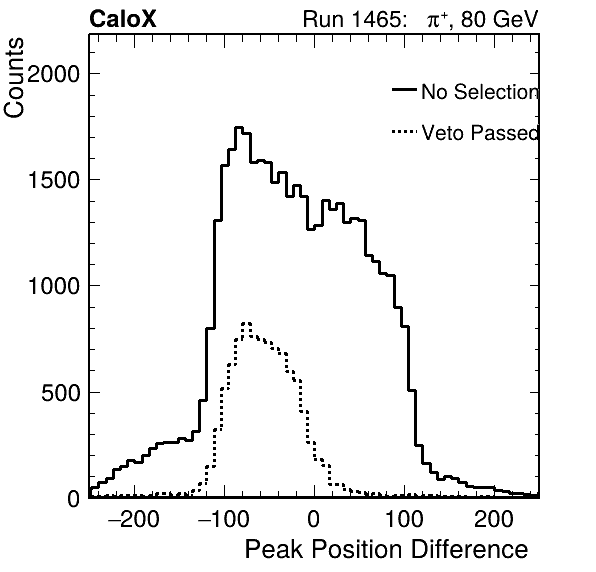 CaloX Run 1465: π⁺, 80 GeV
Counts
2000
1500
1000
500
0
No Selection
Veto Passed
−200 −100 0 100 200
Peak Position Difference